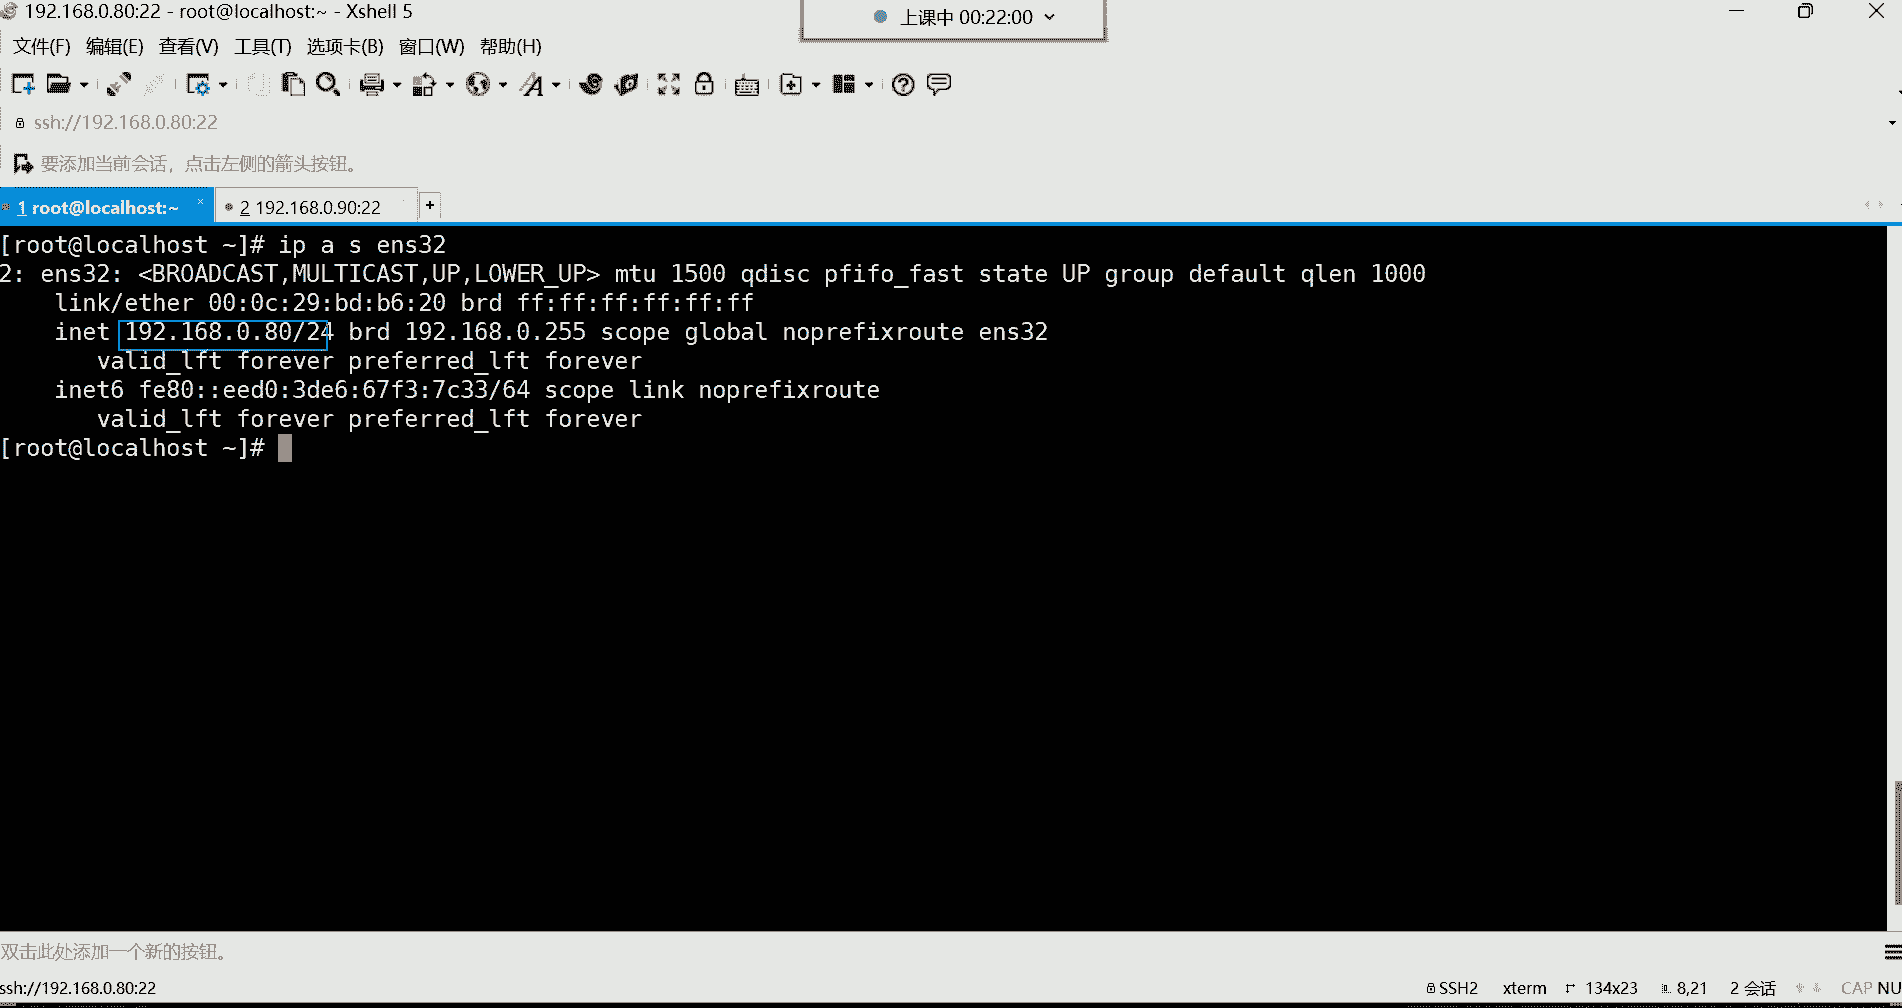 192.168.0.80:22 - root@localhost:~ - Xshell 5
上课中 00:22:00
文件(F) 编辑(E) 查看(V) 工具(T) 选项卡(B) 窗口(W) 帮助(H)
ssh://192.168.0.80:22
要添加当前会话，点击左侧的箭头按钮。
1 root@localhost:~ × 2 192.168.0.90:22 +
[root@localhost ~]# ip a s ens32
2: ens32: <BROADCAST,MULTICAST,UP,LOWER_UP> mtu 1500 qdisc pfifo_fast state UP group default qlen 1000
link/ether 00:0c:29:bd:b6:20 brd ff:ff:ff:ff:ff:ff
inet 192.168.0.80/24 brd 192.168.0.255 scope global noprefixroute ens32
valid_lft forever preferred_lft forever
inet6 fe80::eed0:3de6:67f3:7c33/64 scope link noprefixroute
valid_lft forever preferred_lft forever
[root@localhost ~]#
双击此处添加一个新的按钮。
ssh://192.168.0.80:22 SSH2 xterm 134x23 8,21 2 会话 CAP NU